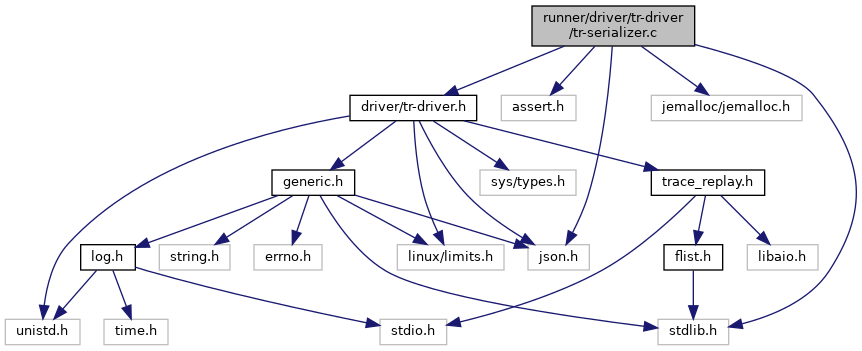 runner/driver/tr-driver
/tr-serializer.c
driver/tr-driver.h
assert.h
jemalloc/jemalloc.h
generic.h
sys/types.h
trace_replay.h
log.h
string.h
errno.h
linux/limits.h
json.h
flist.h
libaio.h
unistd.h
time.h
stdio.h
stdlib.h